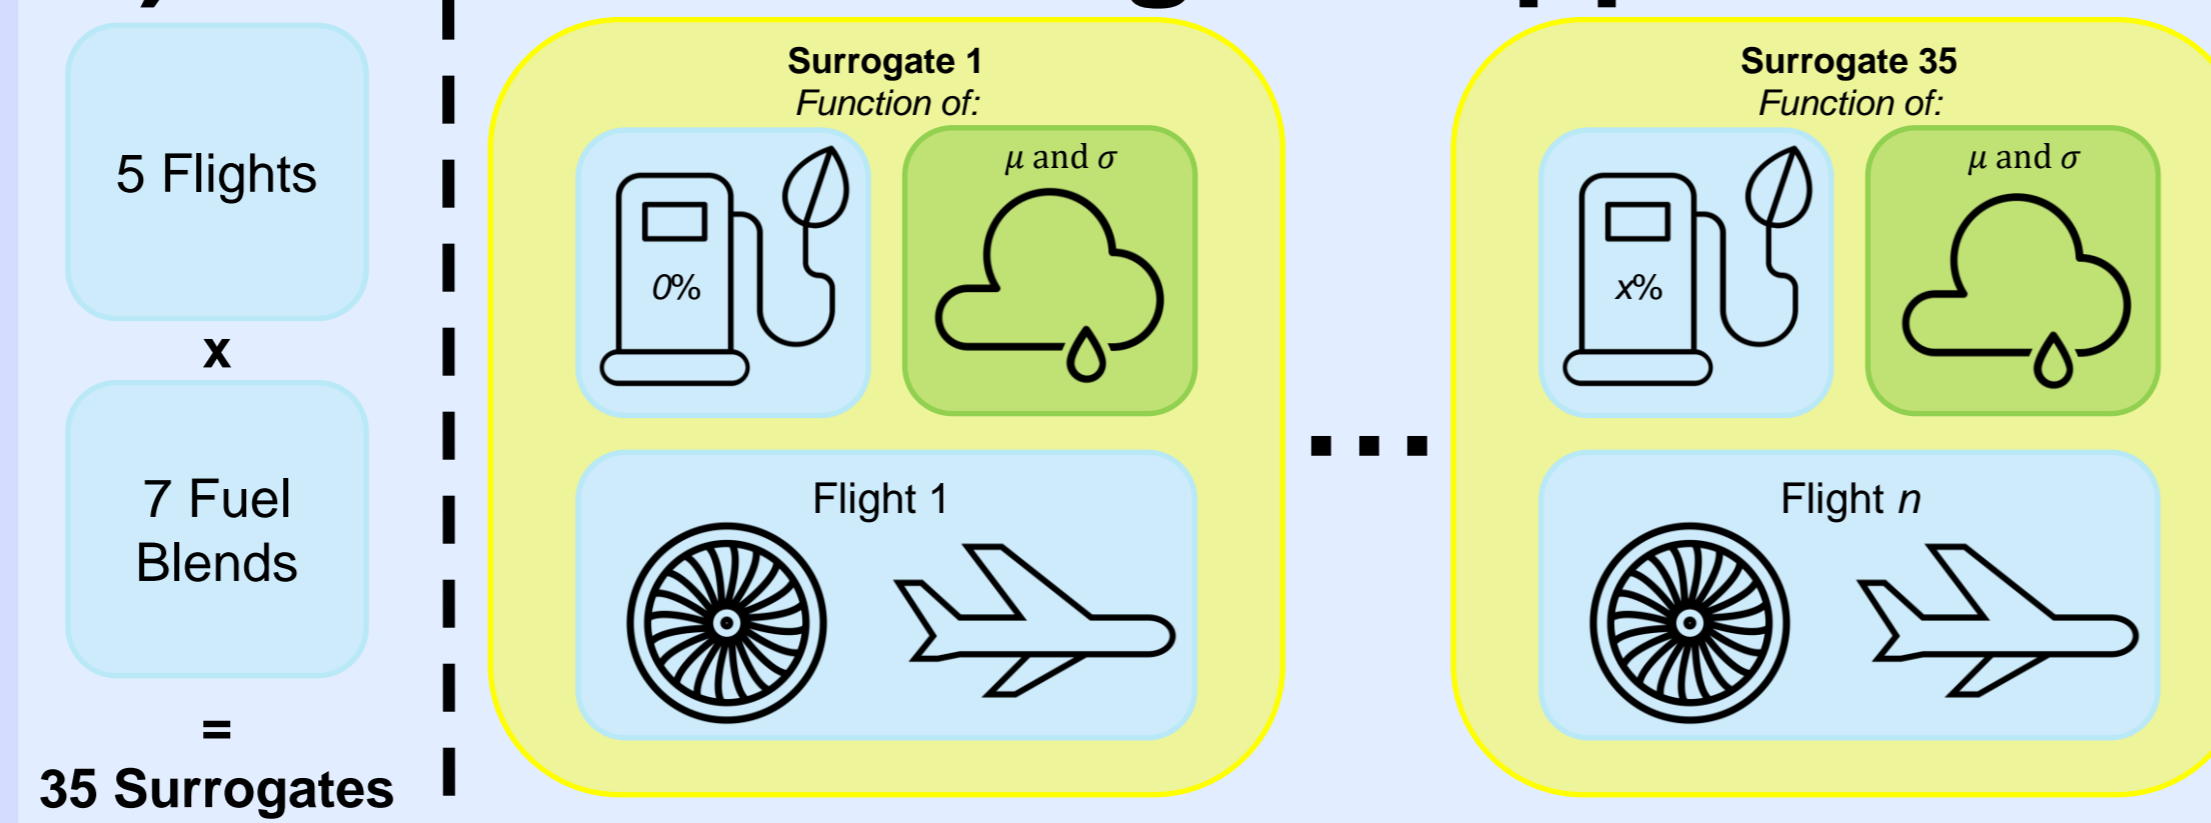 5 Flights
x
7 Fuel
Blends
=
35 Surrogates
Surrogate 1
Function of:
0%
μ and σ
Flight 1
...
Surrogate 35
Function of:
x%
μ and σ
Flight n